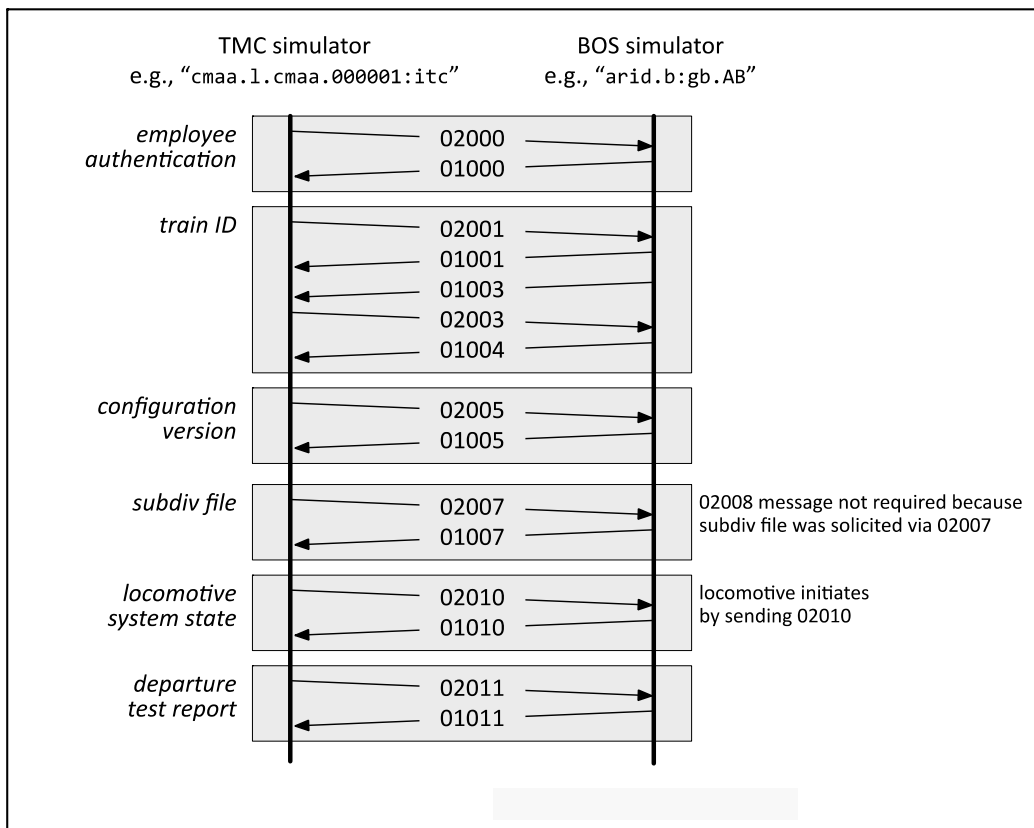 TMC simulator
e.g., “cmaa.l.cmaa.000001:itc”
BOS simulator
e.g., “arid.b:gb.AB”
employee
authentication
02000
01000
train ID
02001
01001
01003
02003
01004
configuration
version
02005
01005
subdiv file
02007
01007
02008 message not required because
subdiv file was solicited via 02007
locomotive
system state
02010
01010
locomotive initiates
by sending 02010
departure
test report
02011
01011